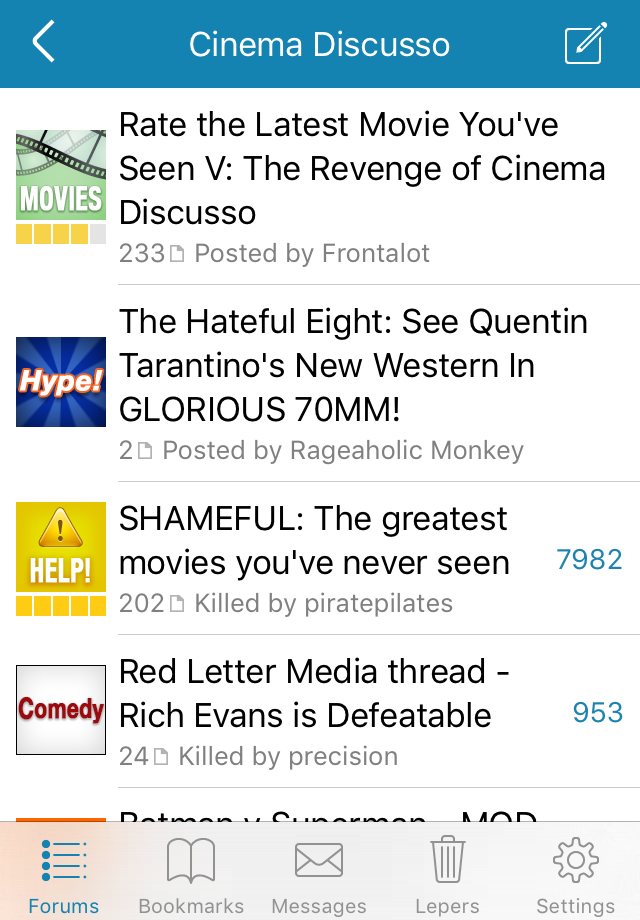 Cinema Discusso
Rate the Latest Movie You've
Seen V: The Revenge of Cinema
Discusso
MOVIES
233 Posted by Frontalot
The Hateful Eight: See Quentin
Tarantino's New Western In
GLORIOUS 70MM!
Hype!
2 Posted by Rageaholic Monkey
SHAMEFUL: The greatest
movies you've never seen
HELP!
7982
202 Killed by piratepilates
Red Letter Media thread -
Rich Evans is Defeatable
Comedy
953
24 Killed by precision
Batman v Superman - MOD
Forums Bookmarks Messages Lepers Settings